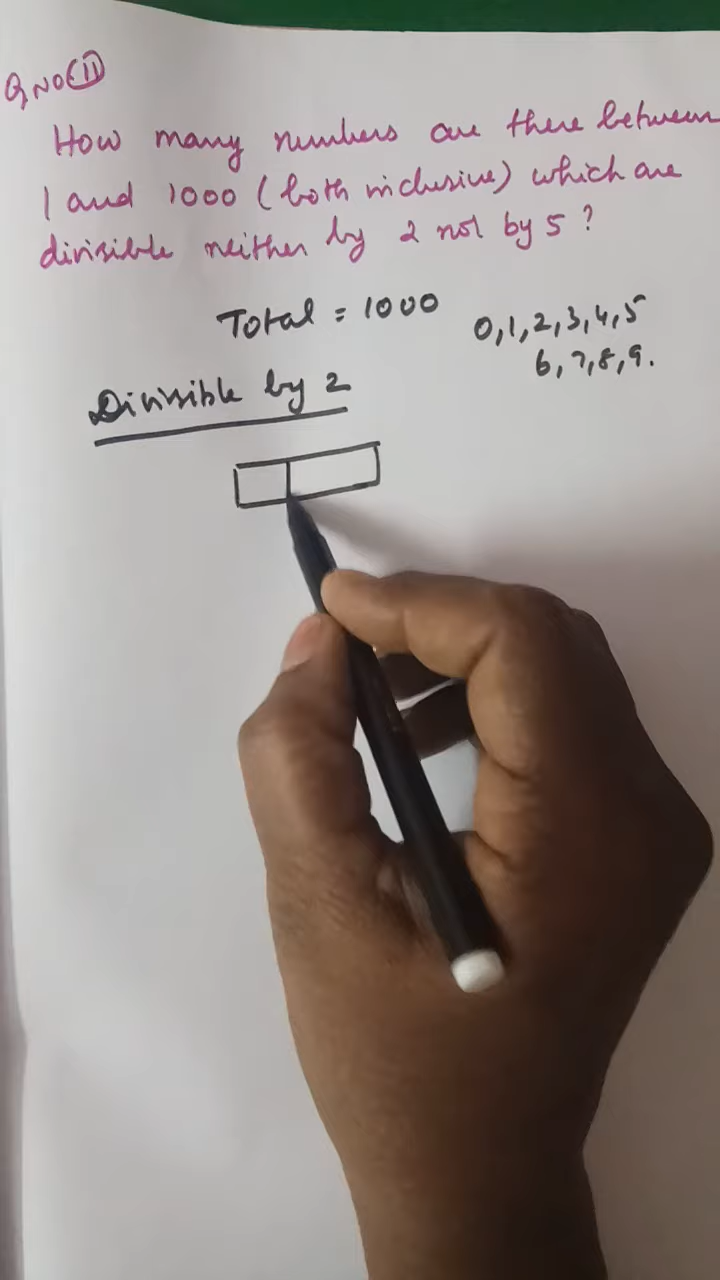 Q NO (11)
How many numbers are there between
1 and 1000 (both inclusive) which are
divisible neither by 2 not by 5 ?
Total = 1000
0,1,2,3,4,5
6,7,8,9.
Divisible by 2